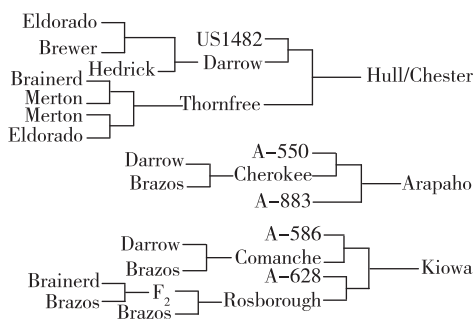 Eldorado
US1482
Brewer
Hedrick
Darrow
Brainerd
Hull/Chester
Merton
Thornfree
Merton
Eldorado
A-550
Darrow
Cherokee
Brazos
Arapaho
A-883
A-586
Darrow
Comanche
Brazos
A-628
Kiowa
Brainerd
F2
Brazos
Rosborough
Brazos